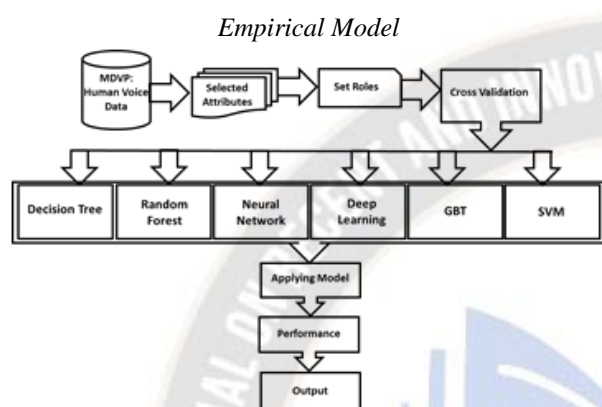 Empirical Model
MDVP:
Human Voice
Data
Selected
Attributes
Set Roles
Cross Validation
Decision Tree
Random
Forest
Neural
Network
Deep
Learning
GBT
SVM
Applying Model
Performance
Output